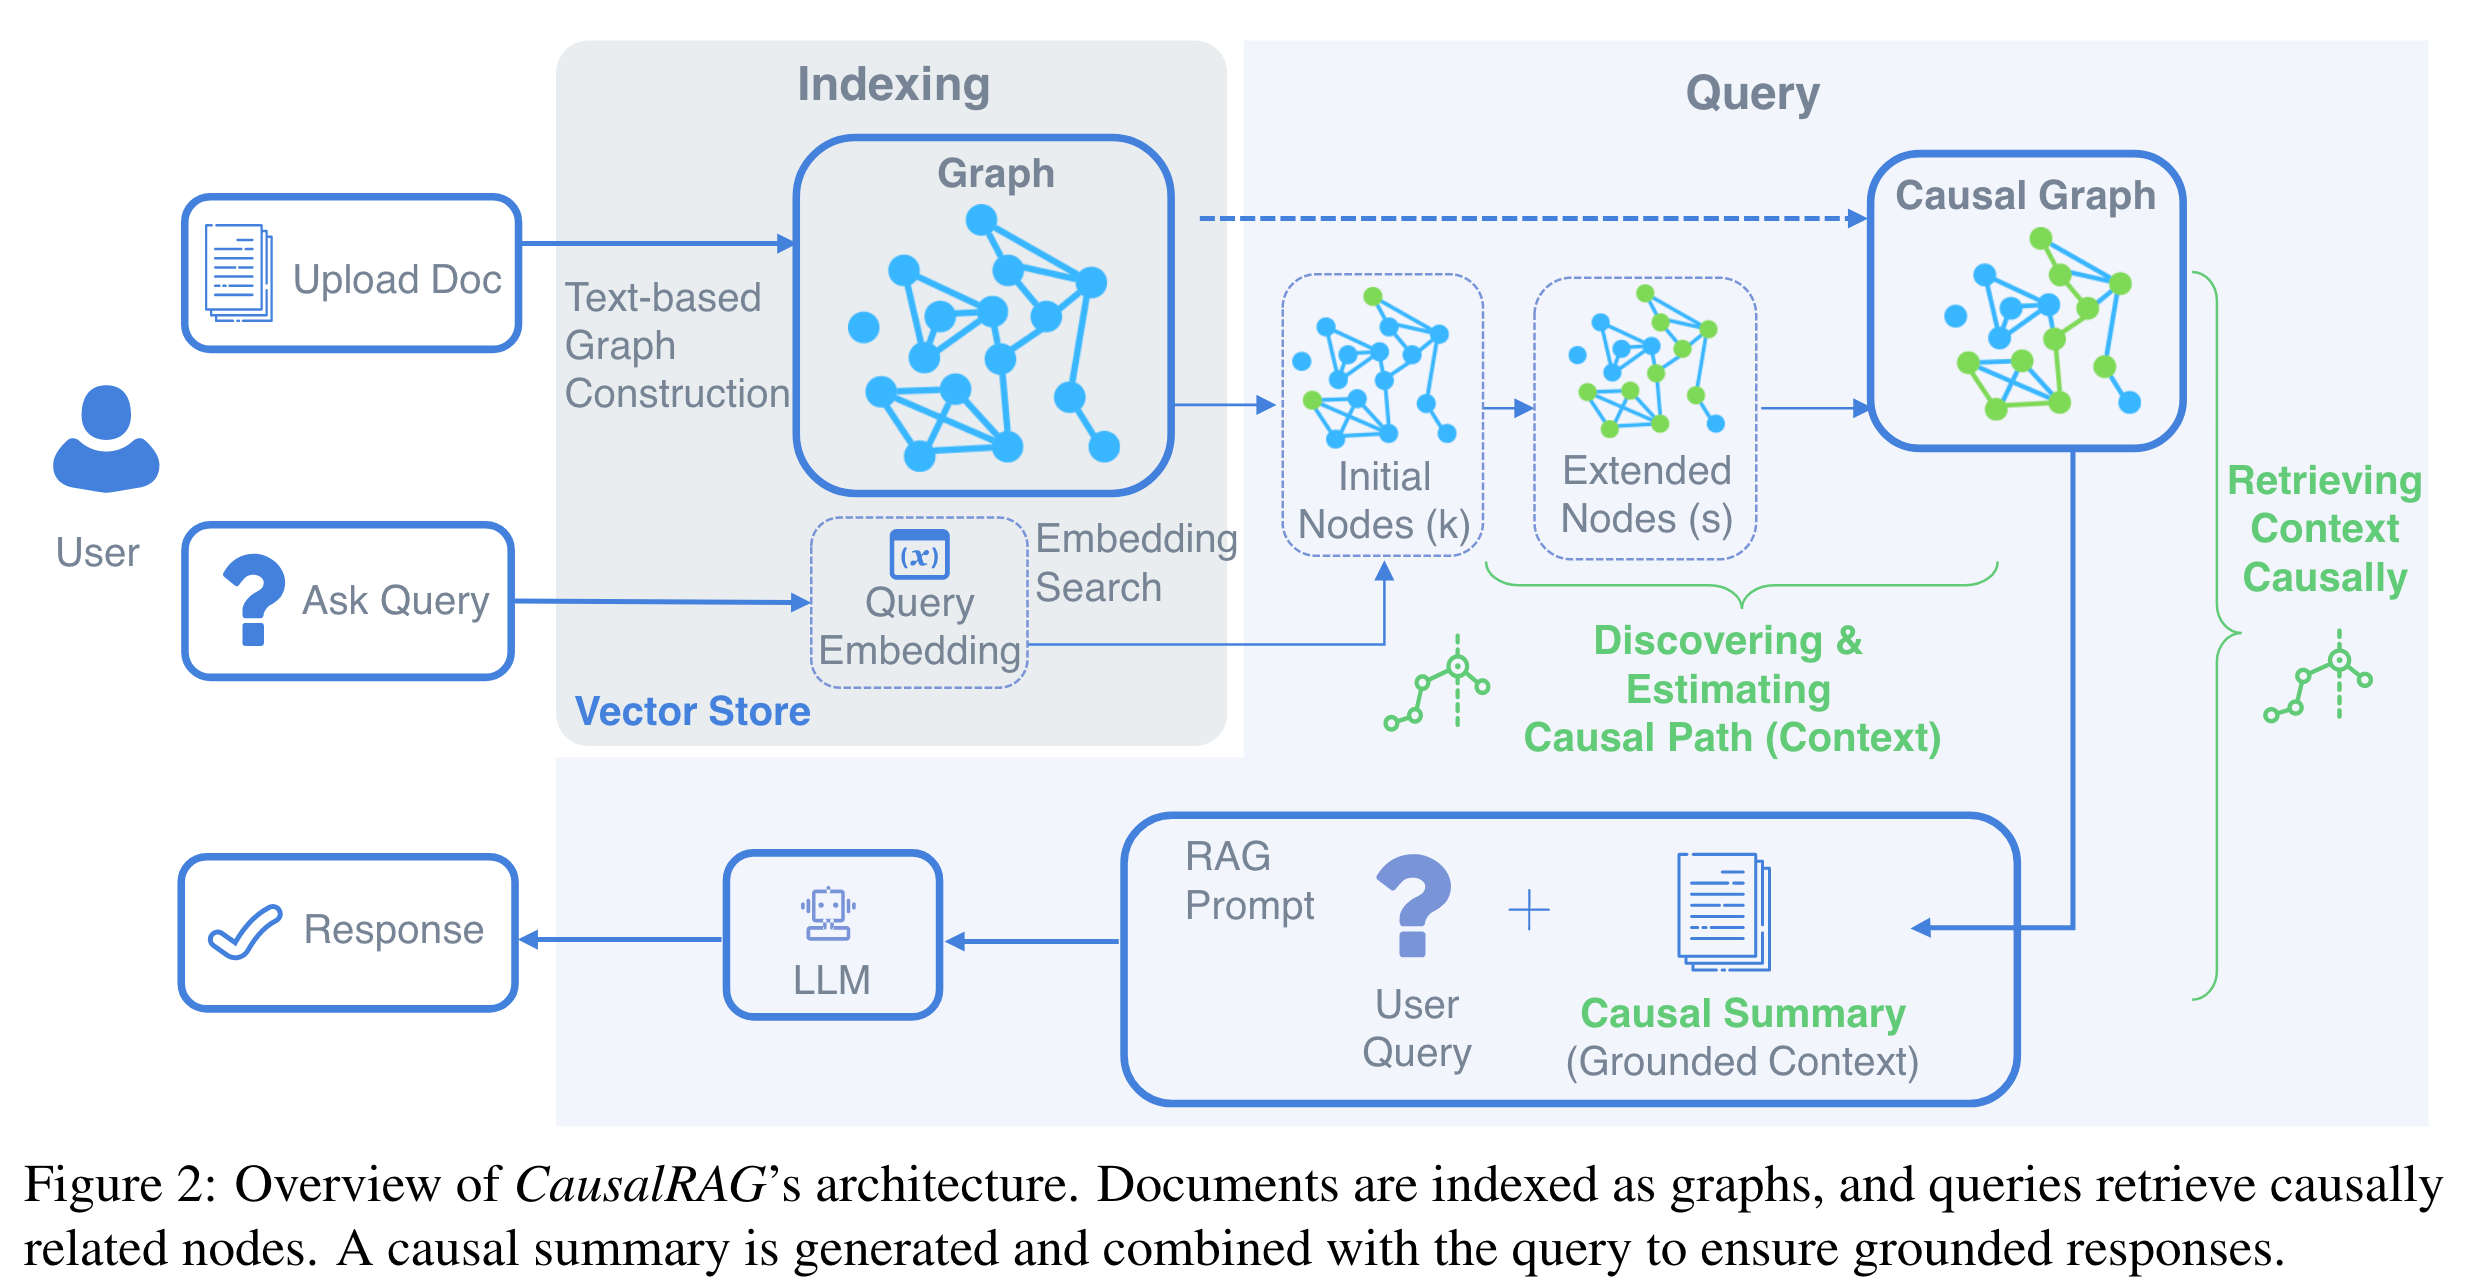 Indexing
Query
Graph
Causal Graph
Upload Doc
Text-based
Graph
Construction
Initial
Nodes (k)
Extended
Nodes (s)
Retrieving
Context
Causally
User
Ask Query
(x)
Query
Embedding
Embedding
Search
Vector Store
Discovering &
Estimating
Causal Path (Context)
Response
LLM
RAG
Prompt
User
Query
Causal Summary
(Grounded Context)
Figure 2: Overview of CausalRAG’s architecture. Documents are indexed as graphs, and queries retrieve causally
related nodes. A causal summary is generated and combined with the query to ensure grounded responses.